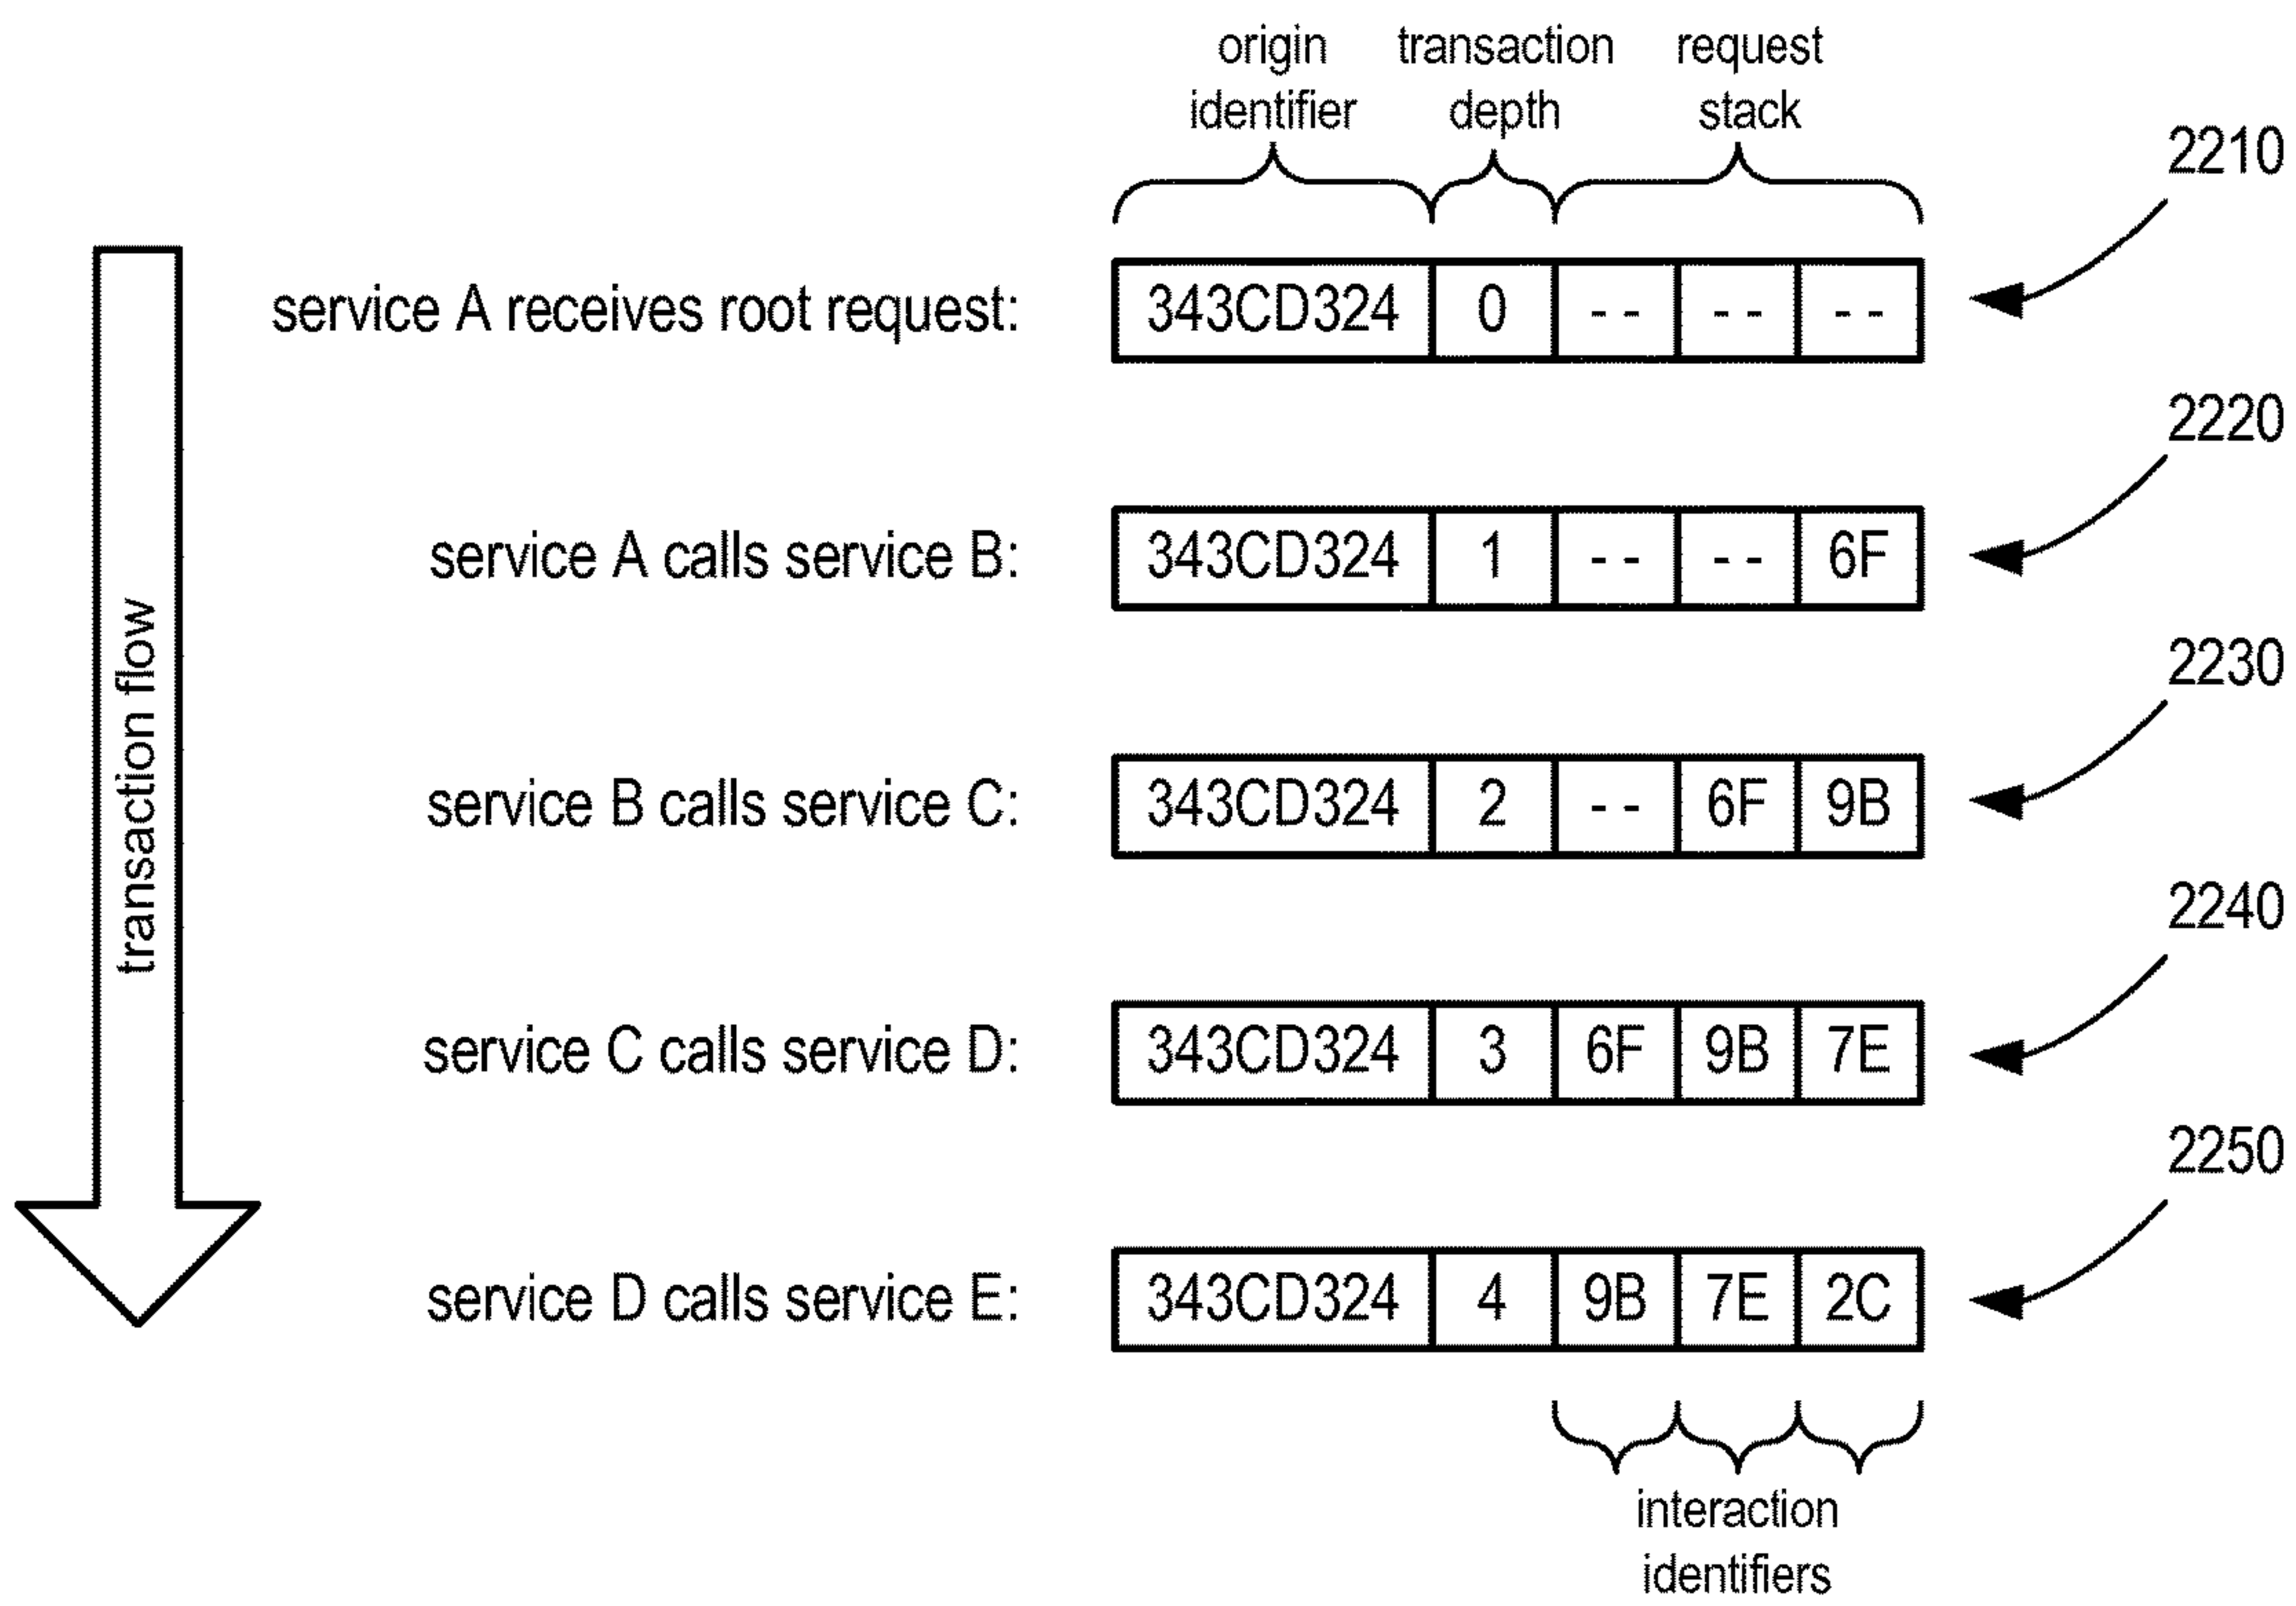 origin identifier
transaction depth
request stack
2210
service A receives root request: 343CD324 0 -- -- --
2220
service A calls service B: 343CD324 1 -- -- 6F
2230
service B calls service C: 343CD324 2 -- 6F 9B
2240
service C calls service D: 343CD324 3 6F 9B 7E
2250
service D calls service E: 343CD324 4 9B 7E 2C
transaction flow
interaction
identifiers